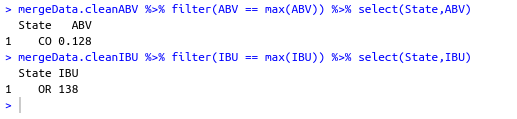 > mergeData.cleanABV %>% filter(ABV == max(ABV)) %>% select(State,ABV)
  State   ABV
1    CO 0.128
> mergeData.cleanIBU %>% filter(IBU == max(IBU)) %>% select(State,IBU)
  State IBU
1    OR 138
>